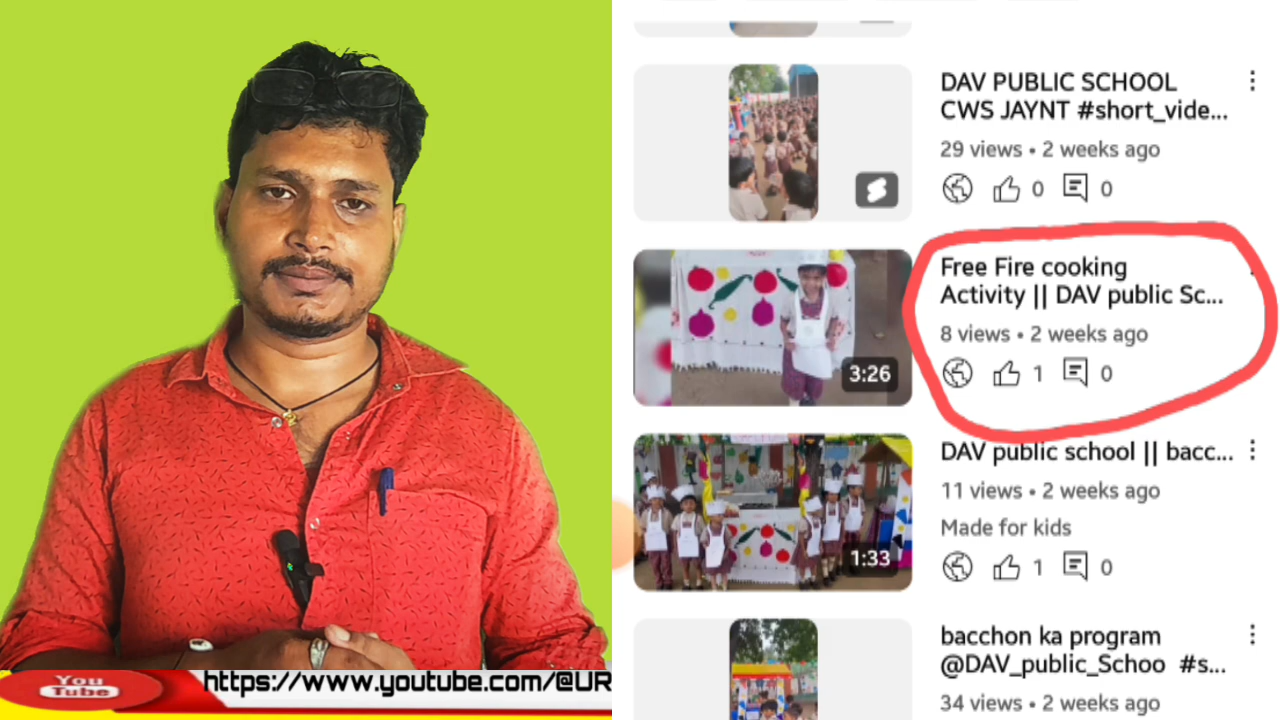 You
Tube
https://www.youtube.com/@UR
DAV PUBLIC SCHOOL
CWS JAYNT #short_vide...
29 views • 2 weeks ago
0 0
Free Fire cooking
Activity || DAV public Sc...
8 views • 2 weeks ago
1 0
3:26
DAV public school || bacc...
11 views • 2 weeks ago
Made for kids
1 0
1:33
bacchon ka program
@DAV_public_Schoo #s...
34 views • 2 weeks ago